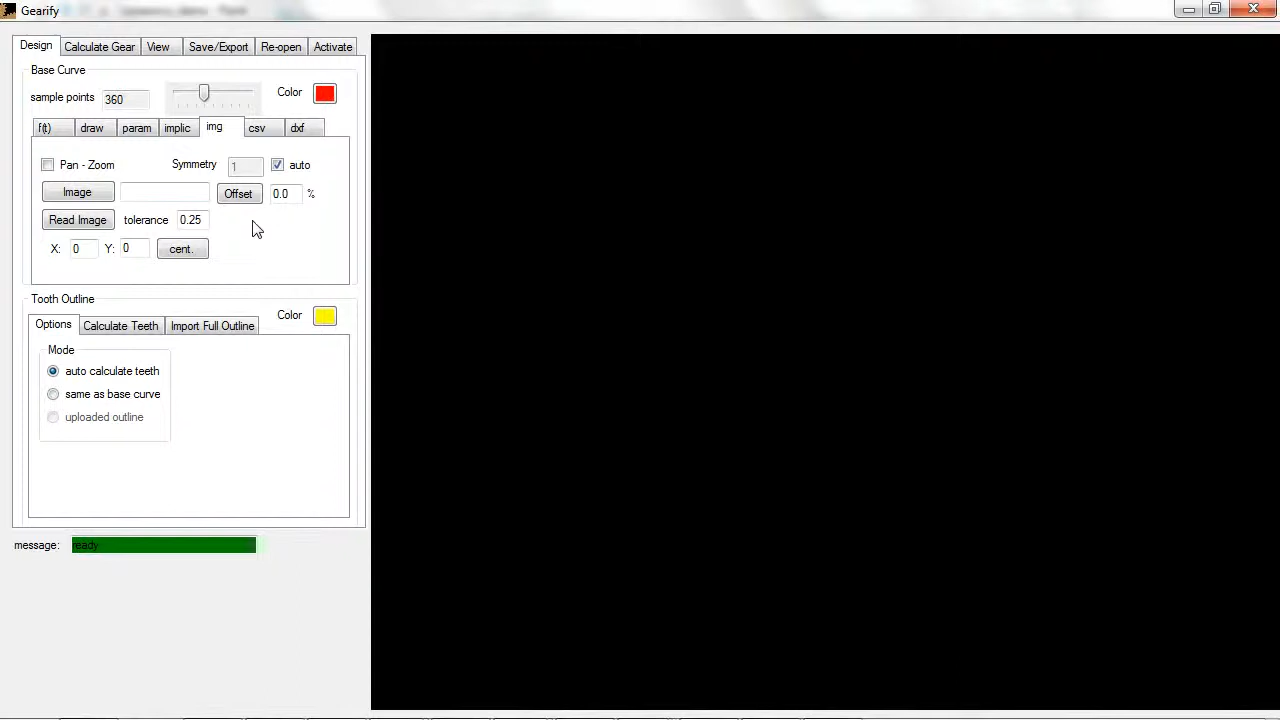 Gearify
Design Calculate Gear View Save/Export Re-open Activate
Base Curve
sample points 360 Color
f(t) draw param implic img csv dxf
Pan - Zoom Symmetry 1 auto
Image Offset 0.0 %
Read Image tolerance 0.25
X: 0 Y: 0 cent.
Tooth Outline
Color
Options Calculate Teeth Import Full Outline
Mode
auto calculate teeth
same as base curve
uploaded outline
message: ready